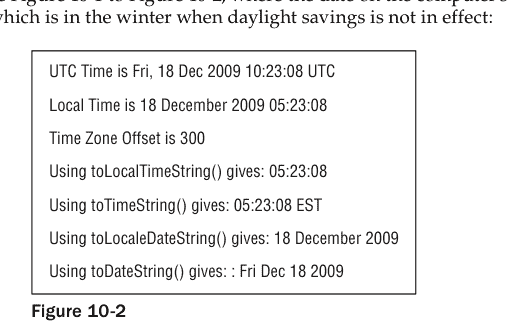 which is in the winter when daylight savings is not in effect:
UTC Time is Fri, 18 Dec 2009 10:23:08 UTC
Local Time is 18 December 2009 05:23:08
Time Zone Offset is 300
Using toLocalTimeString() gives: 05:23:08
Using toTimeString() gives: 05:23:08 EST
Using toLocaleDateString() gives: 18 December 2009
Using toDateString() gives: : Fri Dec 18 2009
Figure 10-2